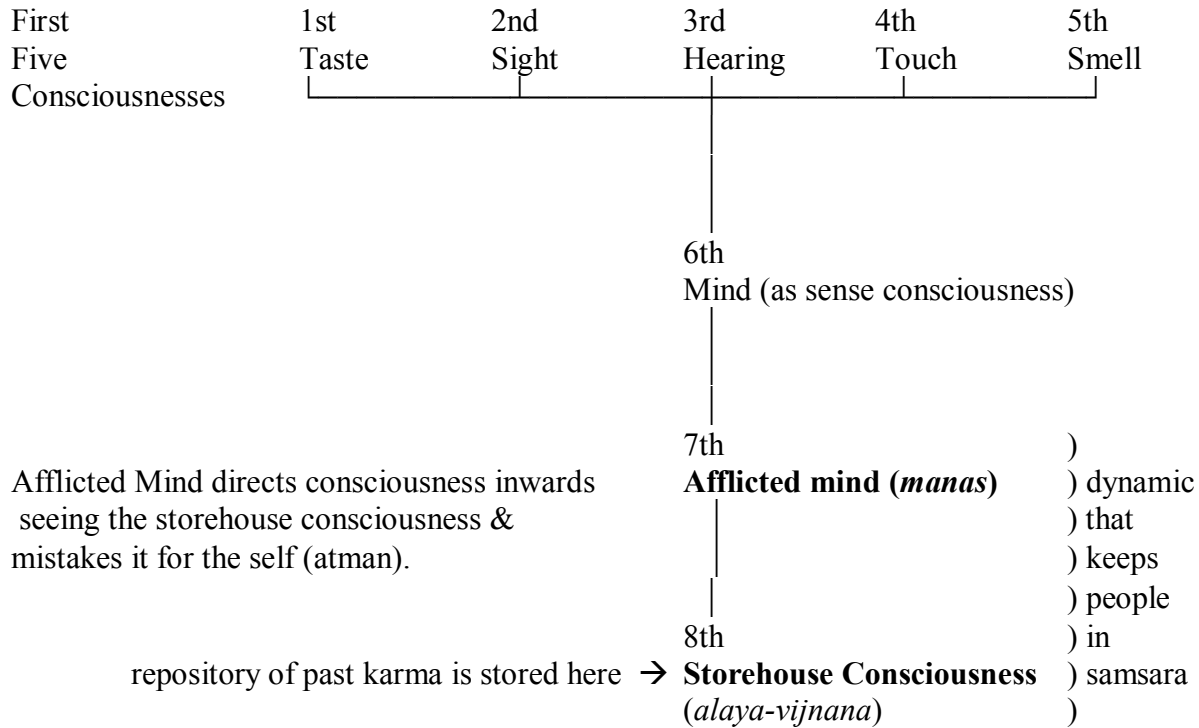 First 1st 2nd 3rd 4th 5th
Five Taste Sight Hearing Touch Smell
Consciousnesses
6th
Mind (as sense consciousness)
7th )
Afflicted Mind directs consciousness inwards Afflicted mind (manas) ) dynamic
seeing the storehouse consciousness & ) that
mistakes it for the self (atman). ) keeps
) people
8th ) in
repository of past karma is stored here → Storehouse Consciousness ) samsara
(alaya-vijnana) )